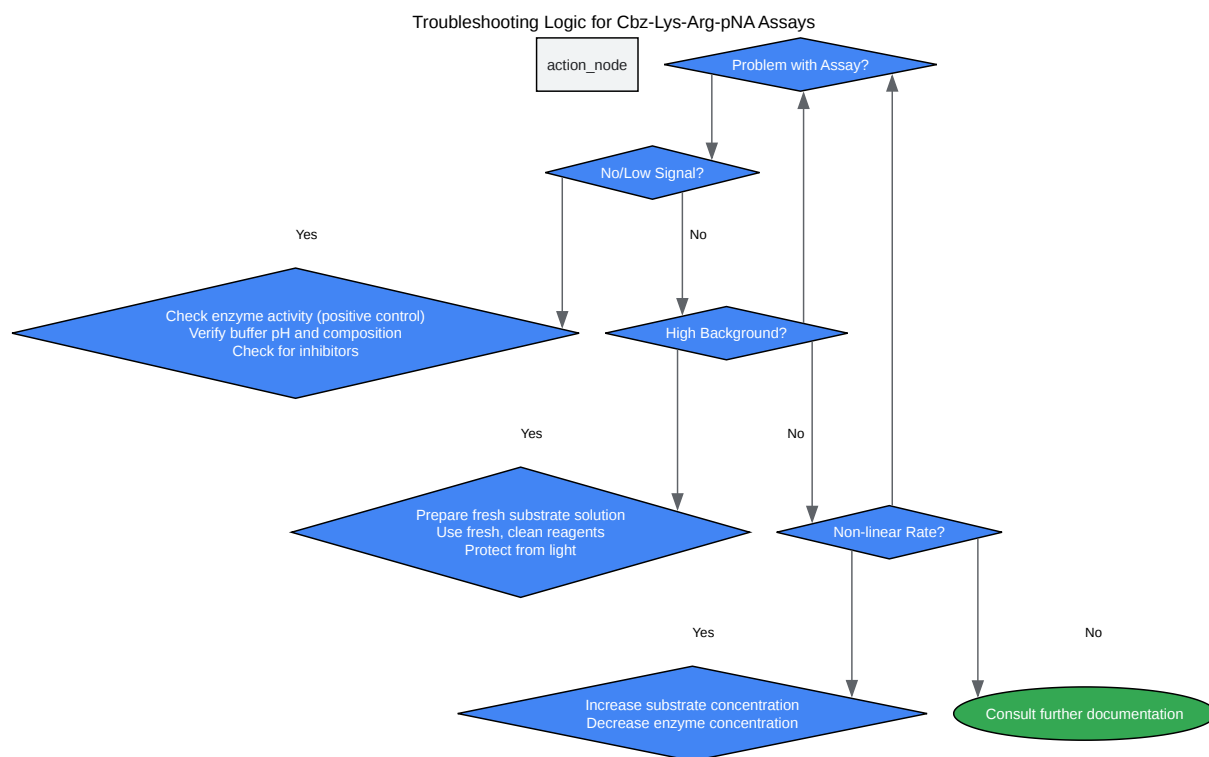 Troubleshooting Logic for Cbz-Lys-Arg-pNA Assays
action_node
Problem with Assay?
No/Low Signal?
Yes
No
Check enzyme activity (positive control)
Verify buffer pH and composition
Check for inhibitors
High Background?
Yes
No
Prepare fresh substrate solution
Use fresh, clean reagents
Protect from light
Non-linear Rate?
Yes
No
Increase substrate concentration
Decrease enzyme concentration
Consult further documentation